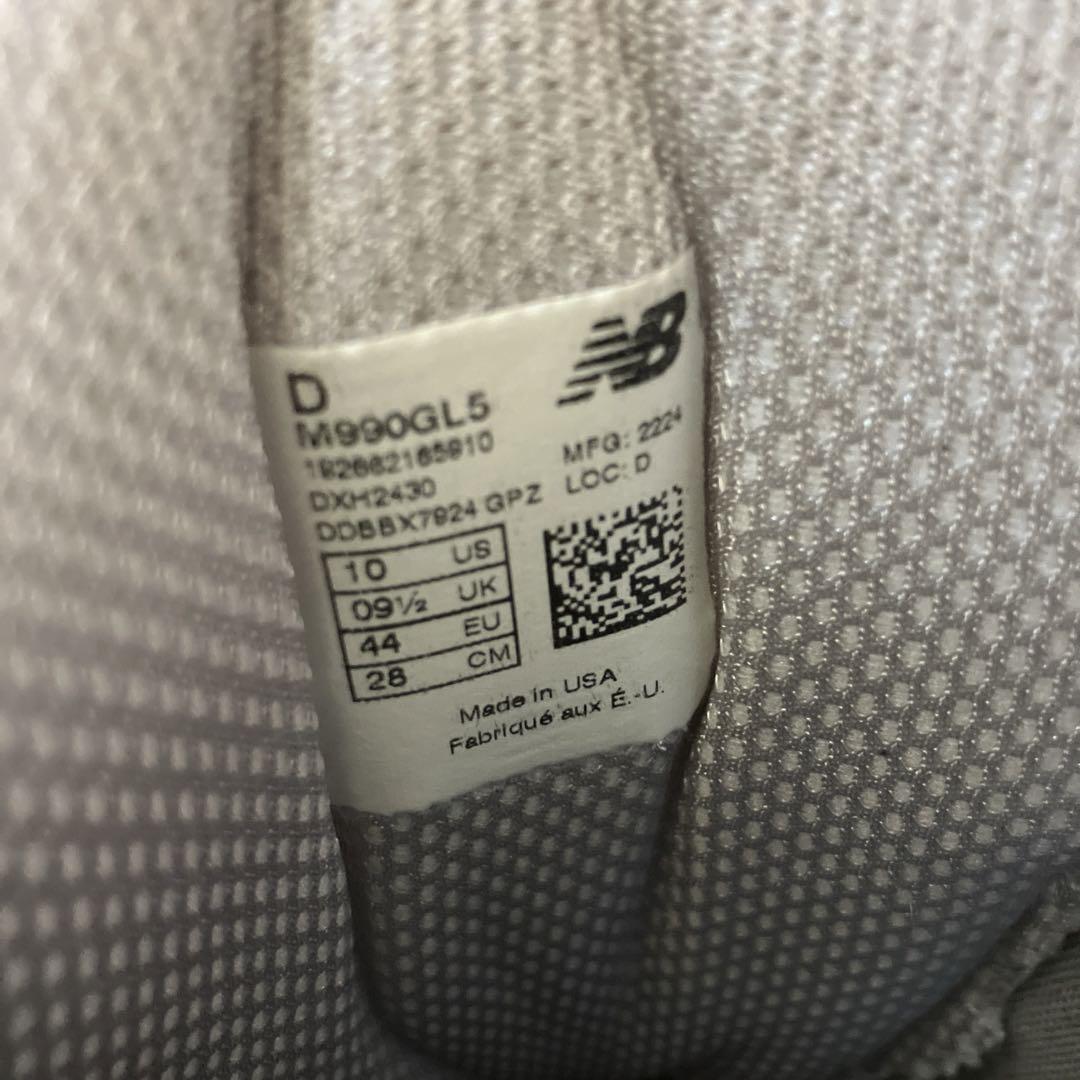 D
NB
M990GL5
192662165910
MFG: 2224
DXH2430
LOC: D
DDBBX7924 GPZ
10 US
09½ UK
44 EU
28 CM
Made in USA
Fabriqué aux É.-U.